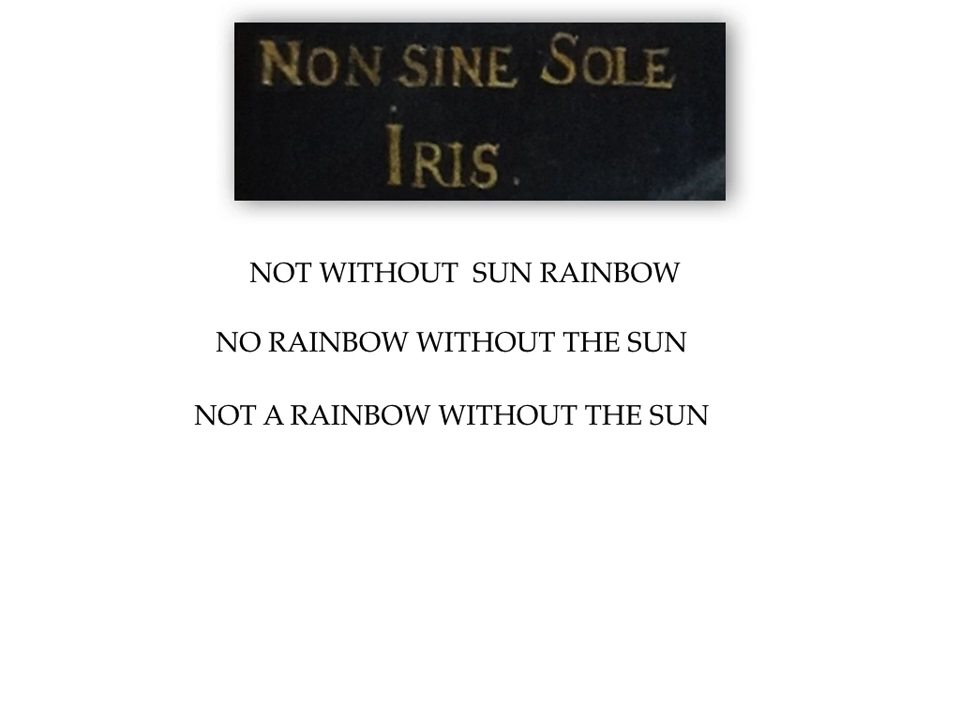 NON SINE SOLE
IRIS.
NOT WITHOUT SUN RAINBOW
NO RAINBOW WITHOUT THE SUN
NOT A RAINBOW WITHOUT THE SUN